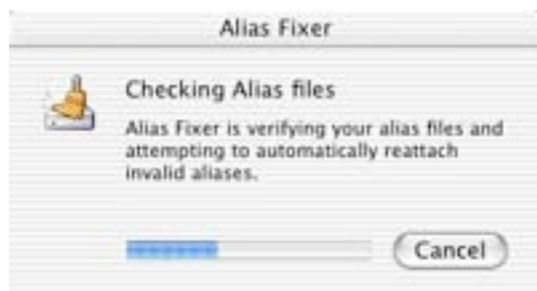 Alias Fixer
Checking Alias files
Alias Fixer is verifying your alias files and
attempting to automatically reattach
invalid aliases.
Cancel